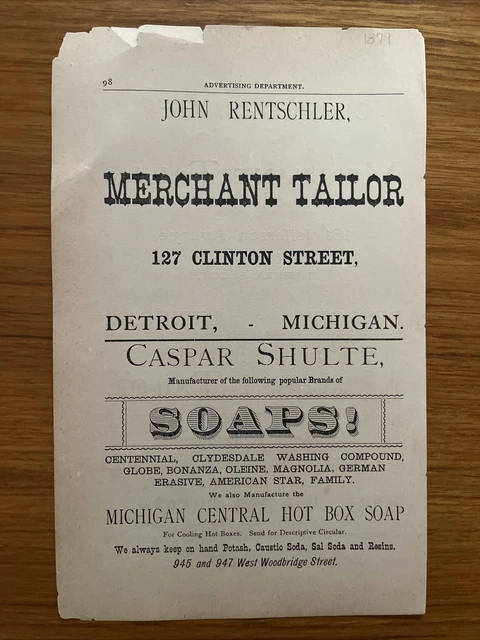 1879
98
ADVERTISING DEPARTMENT.
JOHN RENTSCHLER,
MERCHANT TAILOR
127 CLINTON STREET,
DETROIT, - MICHIGAN.
CASPAR SHULTE,
Manufacturer of the following popular Brands of
SOAPS!
CENTENNIAL, CLYDESDALE WASHING COMPOUND,
GLOBE, BONANZA, OLEINE, MAGNOLIA, GERMAN
ERASIVE, AMERICAN STAR, FAMILY.
We also Manufacture the
MICHIGAN CENTRAL HOT BOX SOAP
For Cooling Hot Boxes. Send for Descriptive Circular.
We always keep on hand Potash, Caustic Soda, Sal Soda and Resins.
945 and 947 West Woodbridge Street.